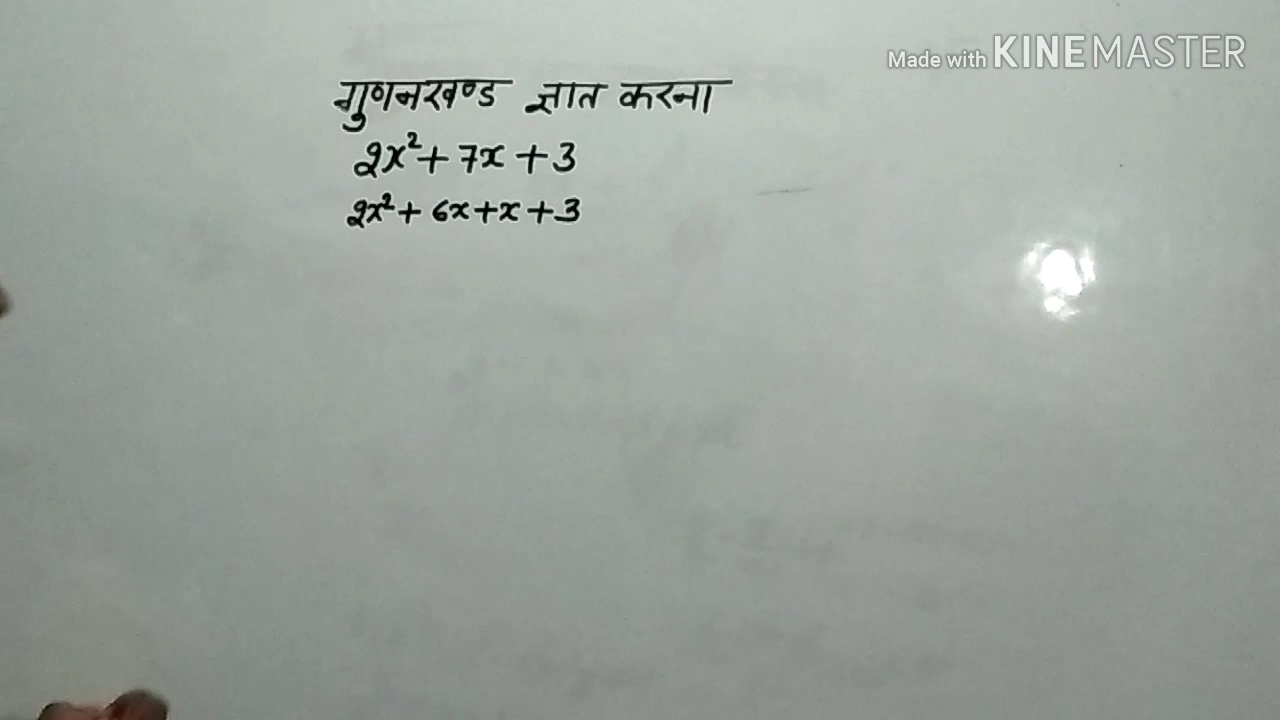 Made with KINEMASTER
गुणनखण्ड ज्ञात करना
2x² + 7x + 3
2x² + 6x + x + 3